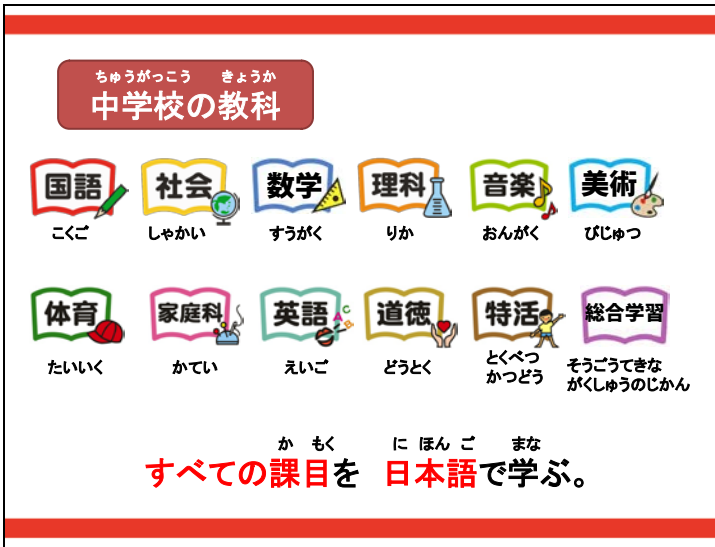 ちゅうがっこう きょうか
中学校の教科
国語 社会 数学 理科 音楽 美術
こくご しゃかい すうがく りか おんがく びじゅつ
体育 家庭科 英語 道徳 特活 総合学習
A B C
たいいく かてい えいご どうとく とくべつ かつどう そうごうてきな がくしゅうのじかん
か もく に ほん ご まな
すべての課目を 日本語で学ぶ。